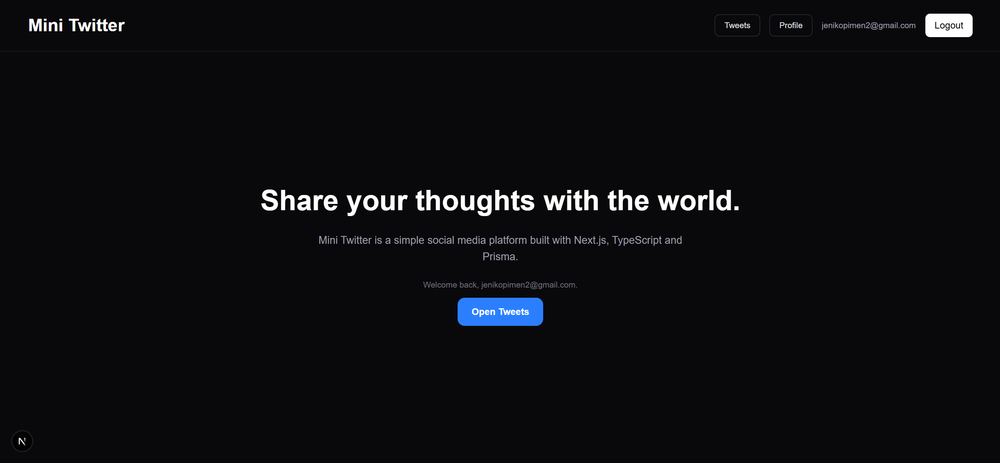 Mini Twitter
Tweets
Profile
jenikopimen2@gmail.com
Logout
Share your thoughts with the world.
Mini Twitter is a simple social media platform built with Next.js, TypeScript and
Prisma.
Welcome back, jenikopimen2@gmail.com.
Open Tweets
N